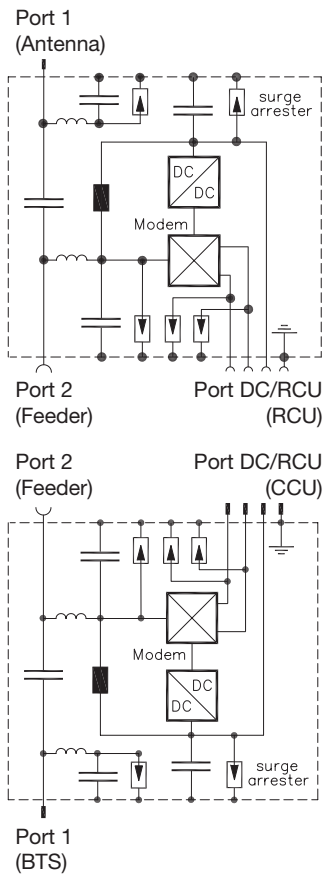 Port 1
(Antenna)
surge
arrester
DC
DC
Modem
Port 2 Port DC/RCU
(Feeder) (RCU)
Port 2 Port DC/RCU
(Feeder) (CCU)
Modem
DC
DC
surge
arrester
Port 1
(BTS)